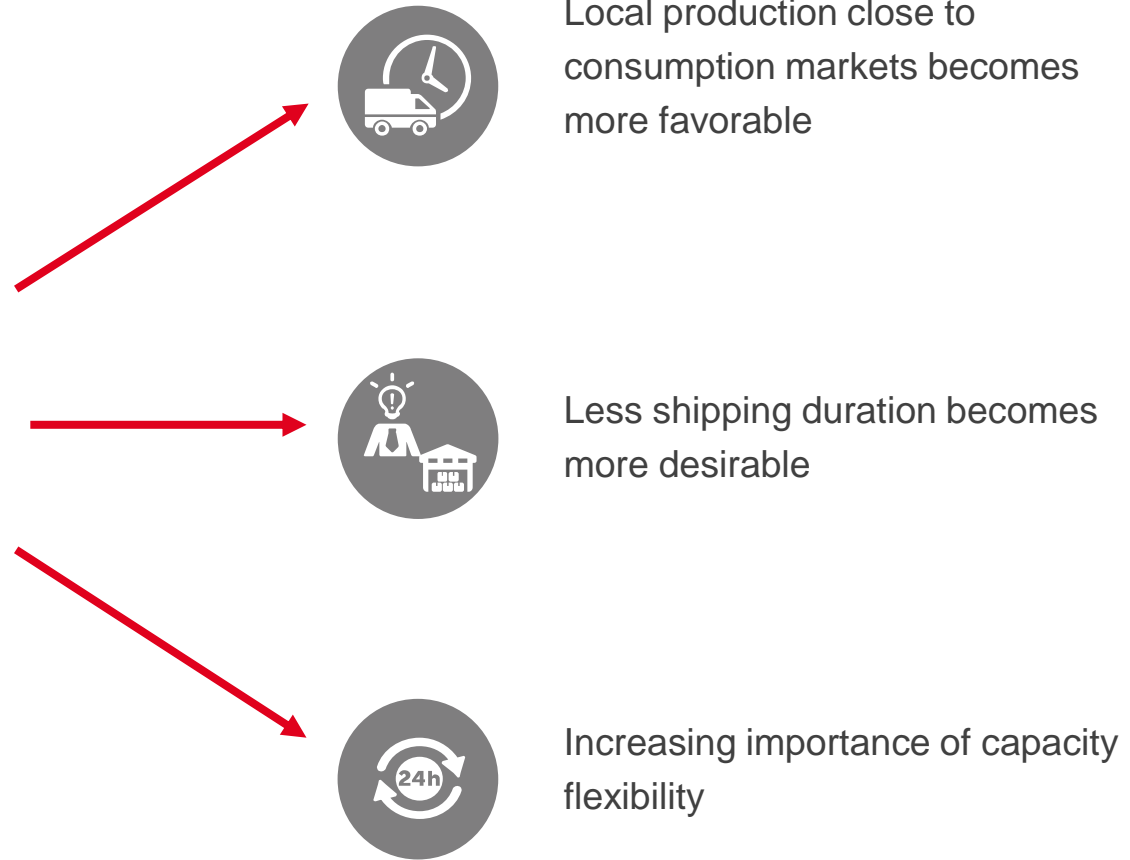 Local production close to
consumption markets becomes
more favorable
Less shipping duration becomes
more desirable
24h
Increasing importance of capacity
flexibility